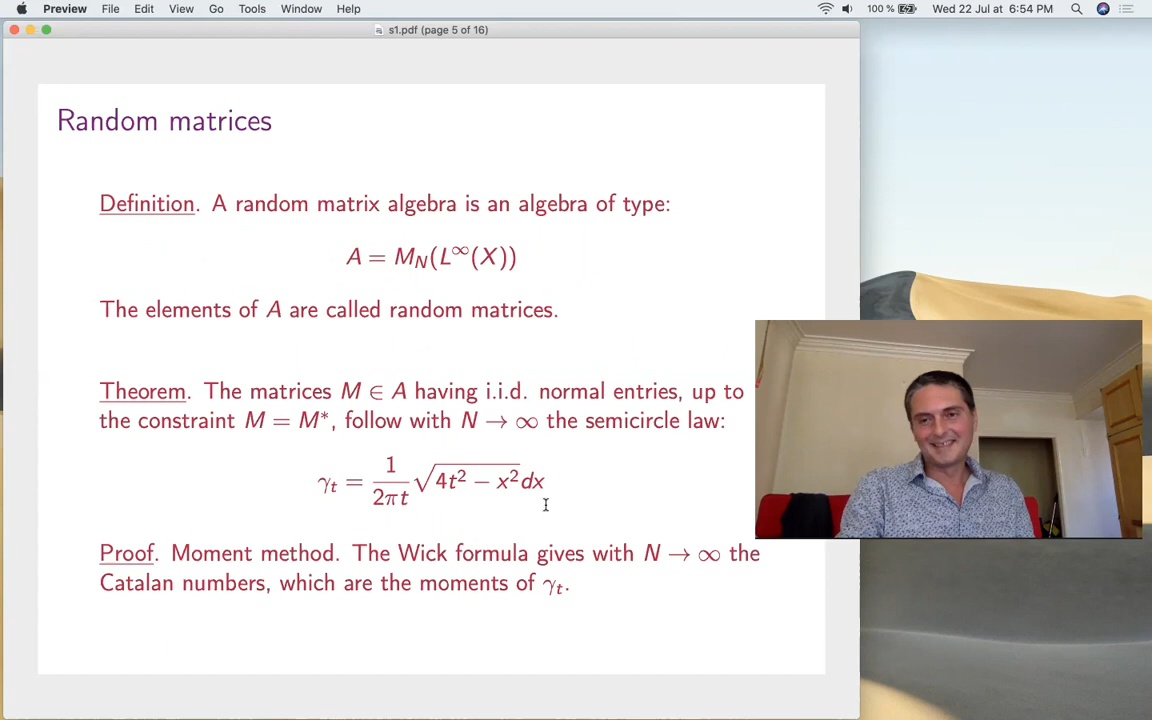 Preview File Edit View Go Tools Window Help 100 % Wed 22 Jul at 6:54 PM
s1.pdf (page 5 of 16)
Random matrices
Definition. A random matrix algebra is an algebra of type:
A = M_N(L^∞(X))
The elements of A are called random matrices.
Theorem. The matrices M ∈ A having i.i.d. normal entries, up to
the constraint M = M*, follow with N → ∞ the semicircle law:
γ_t = \frac{1}{2πt} \sqrt{4t² − x²}dx
Proof. Moment method. The Wick formula gives with N → ∞ the
Catalan numbers, which are the moments of γ_t.